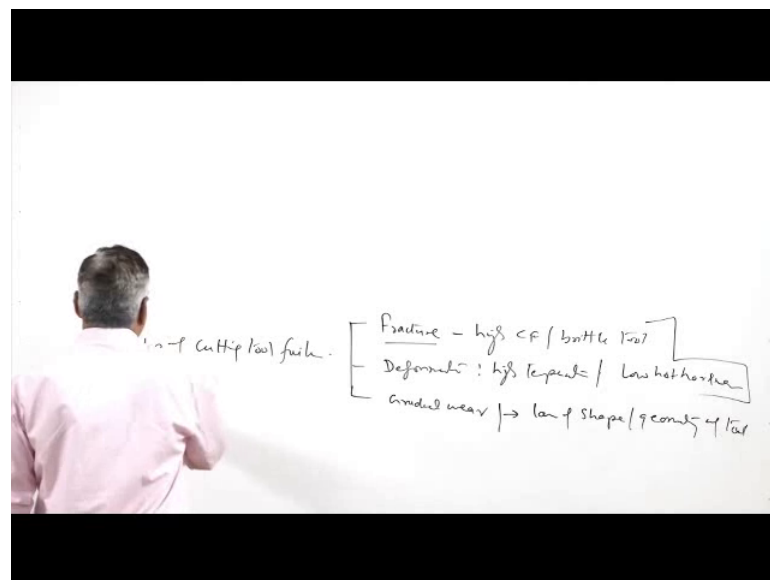 Fracture - high CF / brittle Tool
of cutting Tool failure.
Deformation : high temperature / Low hot hardness
Gradual wear / → loss of shape / geometry of Tool